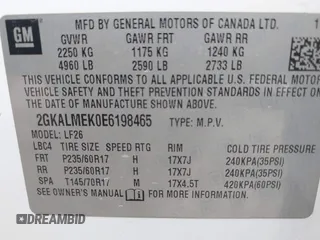 GM
MFD BY GENERAL MOTORS OF CANADA LTD.
GVWR GAWR FRT GAWR RR
2250 KG 1175 KG 1240 KG
4960 LB 2590 LB 2733 LB
THIS VEHICLE CONFORMS TO ALL APPLICABLE U.S. FEDERAL MOTOR
VEHICLE SAFETY AND THEFT PREVENTION STANDARDS IN EFFECT
ON THE DATE OF MANUFACTURE SHOWN ABOVE.
2GKALMEK0E6198465 TYPE: M.P.V.
MODEL: LF26
LBC4 TIRE SIZE SPEED RTG RIM COLD TIRE PRESSURE
FRT P235/60R17 H 17X7J 240KPA(35PSI)
RR P235/60R17 H 17X7J 240KPA(35PSI)
SPA T145/70R17 M 17X4.5T 420KPA(60PSI)
SEE OWNER'S MANUAL FOR
DREAMBID